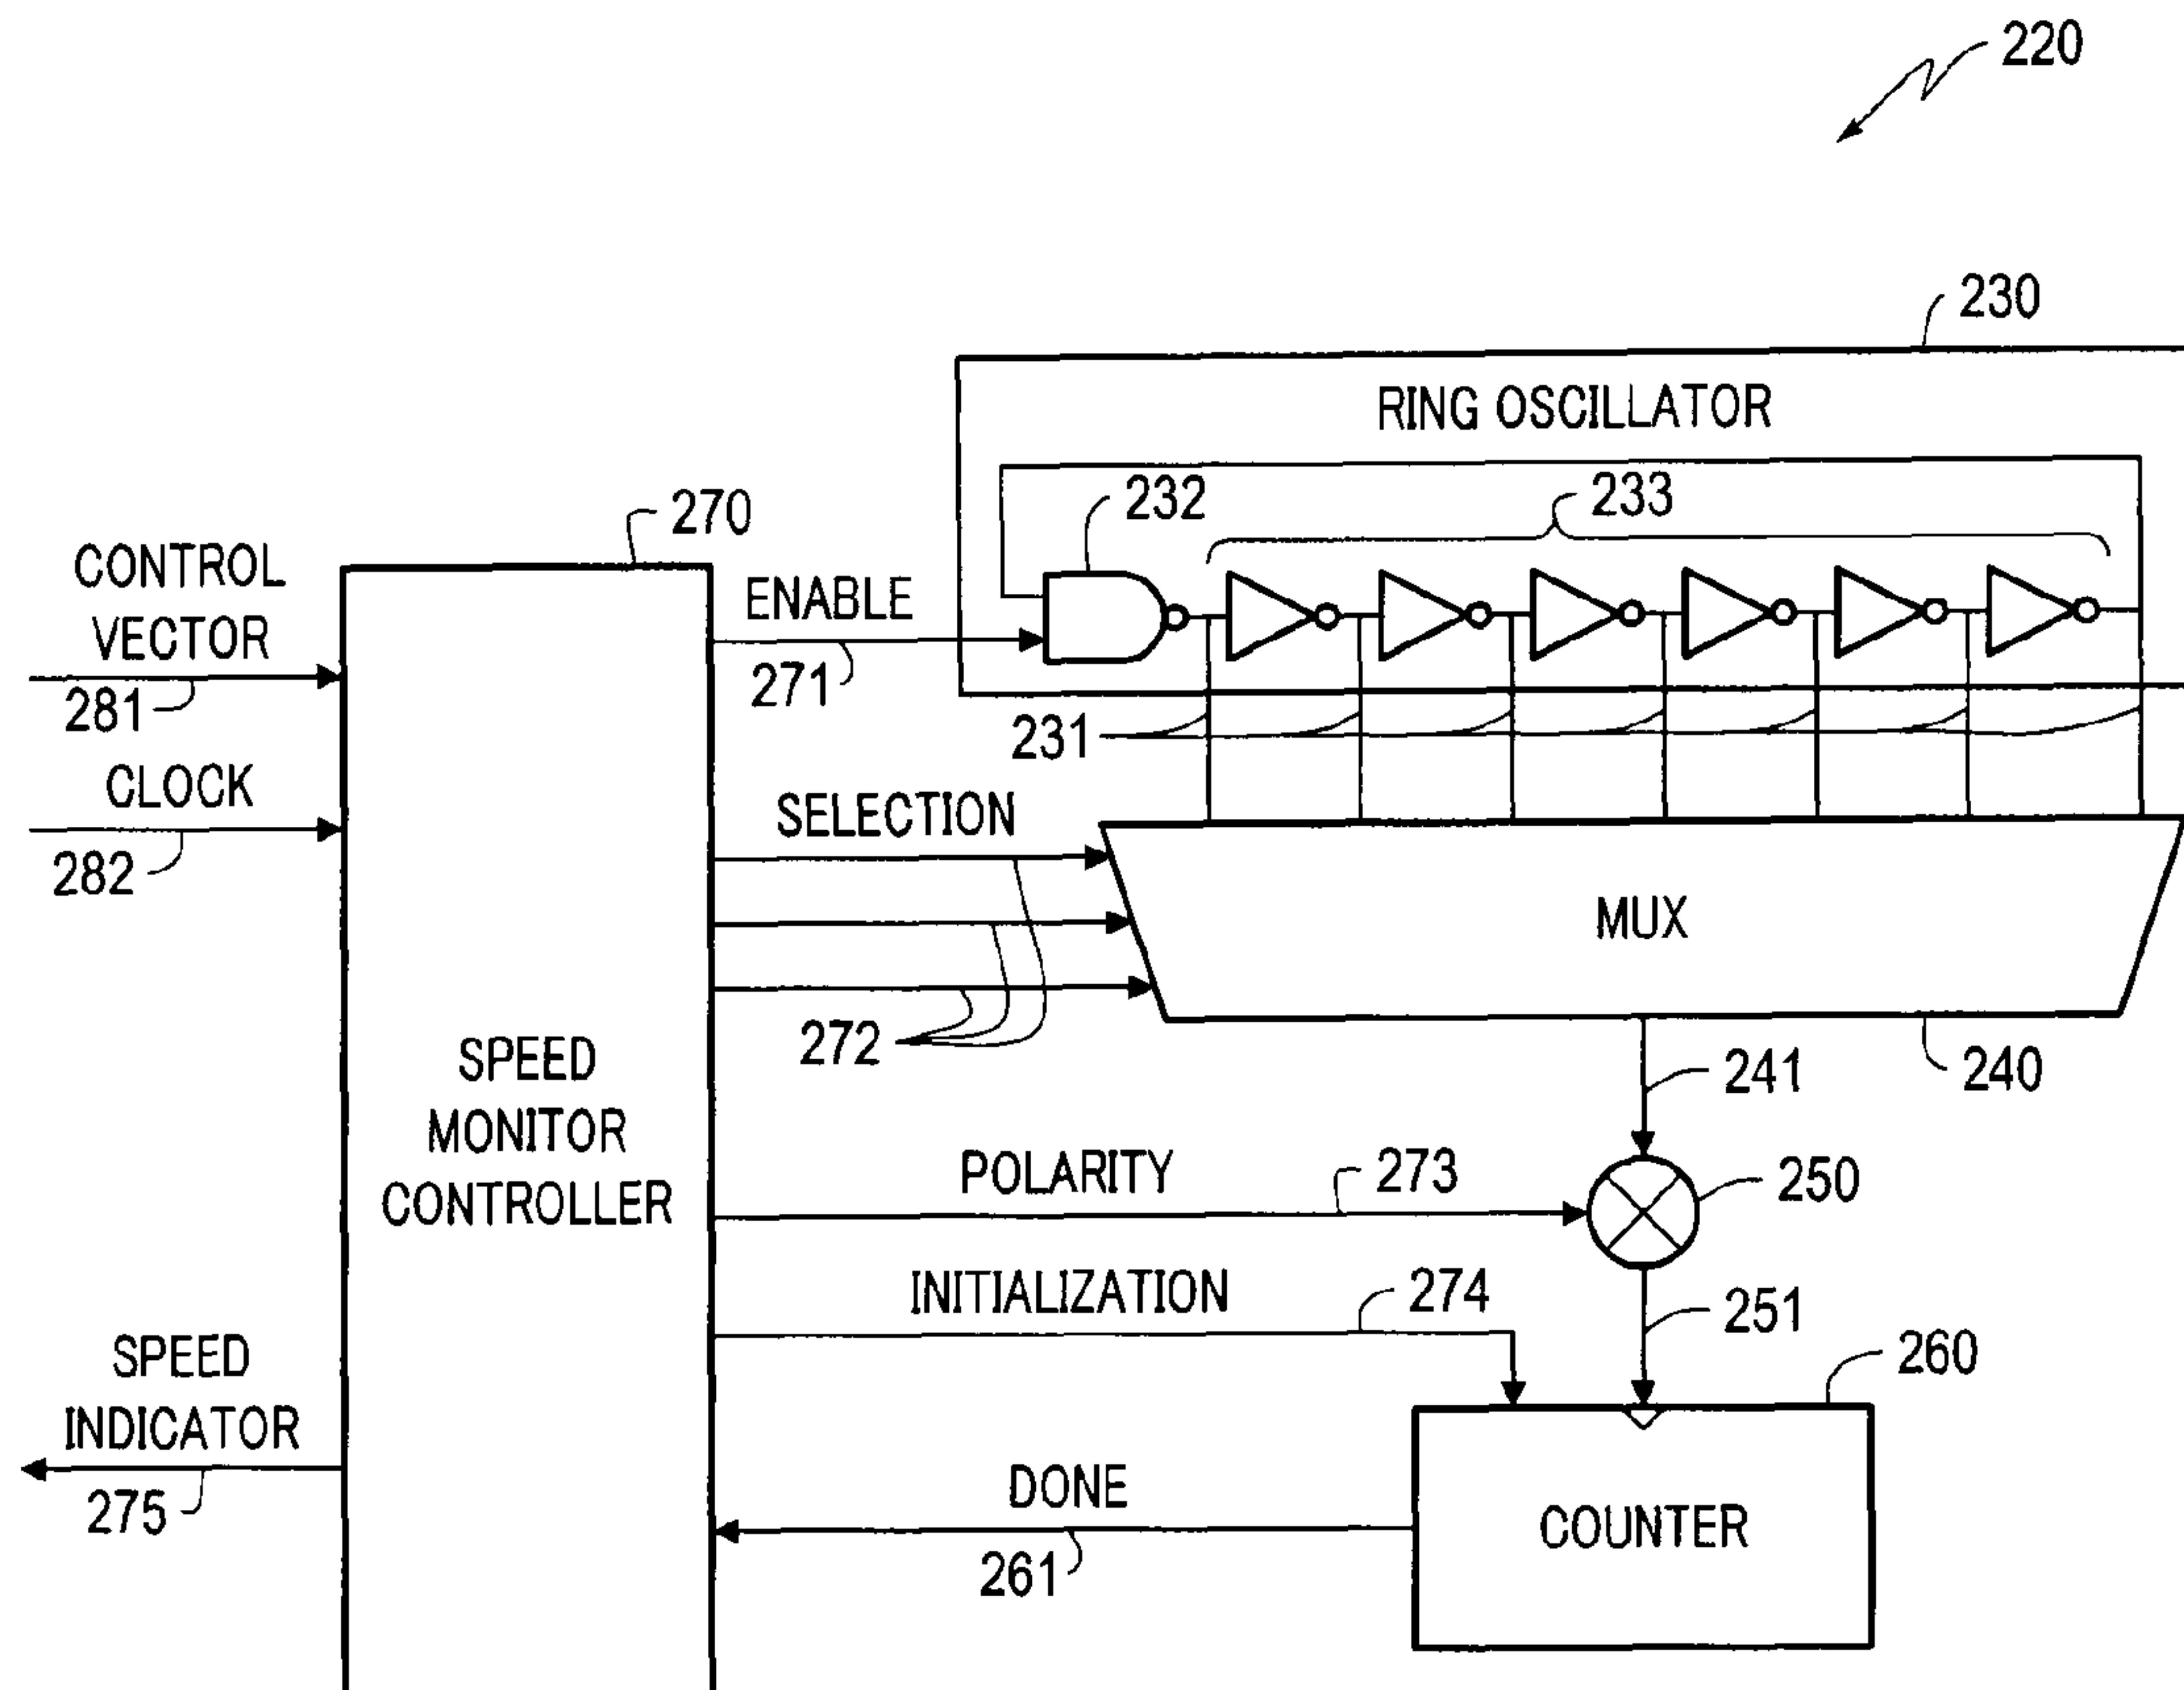 220
230
RING OSCILLATOR
232
233
270
CONTROL
VECTOR
281
ENABLE
271
231
CLOCK
282
SELECTION
272
MUX
241
240
SPEED
MONITOR
CONTROLLER
POLARITY
273
250
INITIALIZATION
274
251
260
SPEED
INDICATOR
275
DONE
261
COUNTER